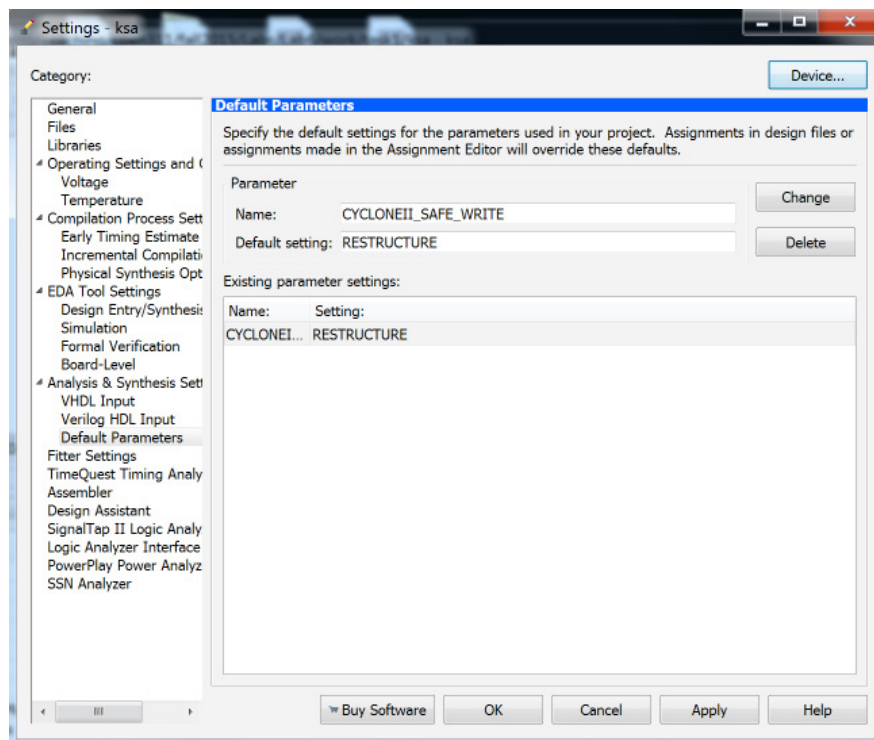 Settings - ksa
Category:
Device...
General
Files
Libraries
Operating Settings and (
Voltage
Temperature
Compilation Process Sett
Early Timing Estimate
Incremental Compilati
Physical Synthesis Opt
EDA Tool Settings
Design Entry/Synthesis
Simulation
Formal Verification
Board-Level
Analysis & Synthesis Sett
VHDL Input
Verilog HDL Input
Default Parameters
Fitter Settings
TimeQuest Timing Analy
Assembler
Design Assistant
SignalTap II Logic Analy
Logic Analyzer Interface
PowerPlay Power Analyz
SSN Analyzer
Default Parameters
Specify the default settings for the parameters used in your project. Assignments in design files or
assignments made in the Assignment Editor will override these defaults.
Parameter
Name: CYCLONEII_SAFE_WRITE
Default setting: RESTRUCTURE
Change
Delete
Existing parameter settings:
Name: Setting:
CYCLONEI... RESTRUCTURE
Buy Software OK Cancel Apply Help